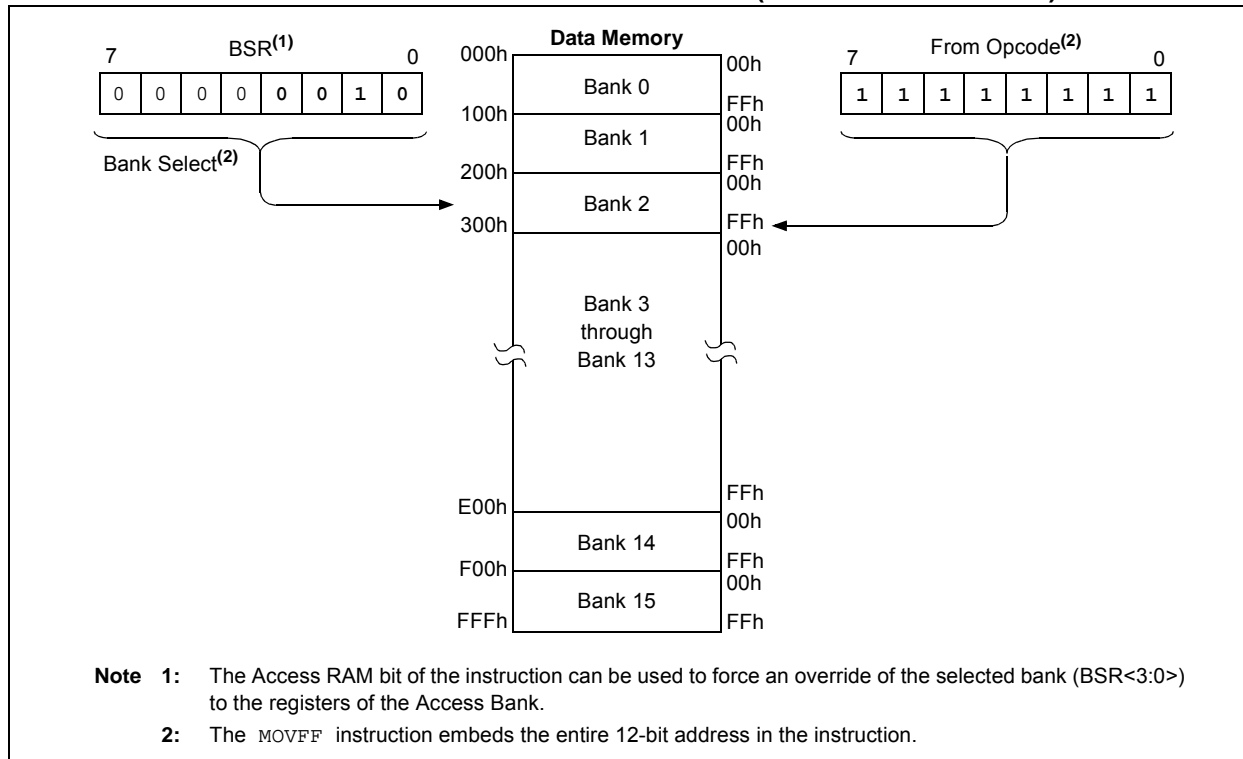 7 BSR(1) 0
0 0 0 0 0 0 1 0
Bank Select(2)
Data Memory
000h
00h
Bank 0
FFh
100h
00h
Bank 1
FFh
200h
00h
Bank 2
FFh
300h
00h
Bank 3
through
Bank 13
FFh
E00h
00h
Bank 14
FFh
F00h
00h
Bank 15
FFFh
FFh
7 From Opcode(2) 0
1 1 1 1 1 1 1 1
Note 1: The Access RAM bit of the instruction can be used to force an override of the selected bank (BSR<3:0>)
to the registers of the Access Bank.
2: The MOVFF instruction embeds the entire 12-bit address in the instruction.